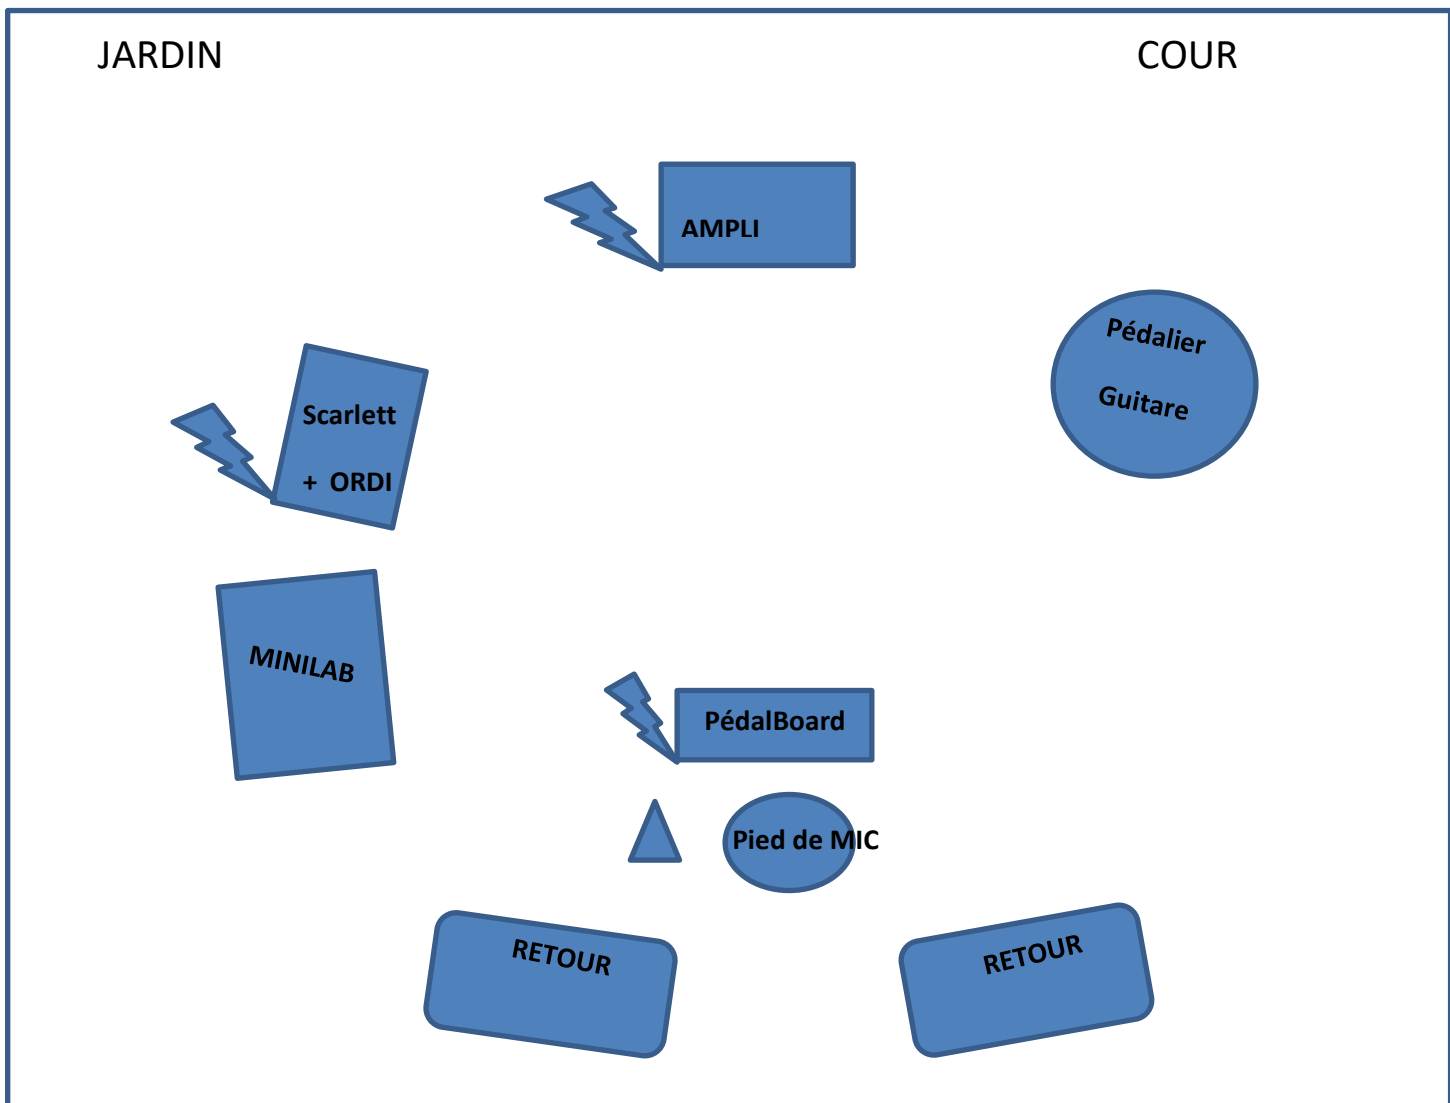 JARDIN
COUR
AMPLI
Pédalier
Guitare
Scarlett
+ ORDI
MINILAB
PédalBoard
Pied de MIC
RETOUR
RETOUR